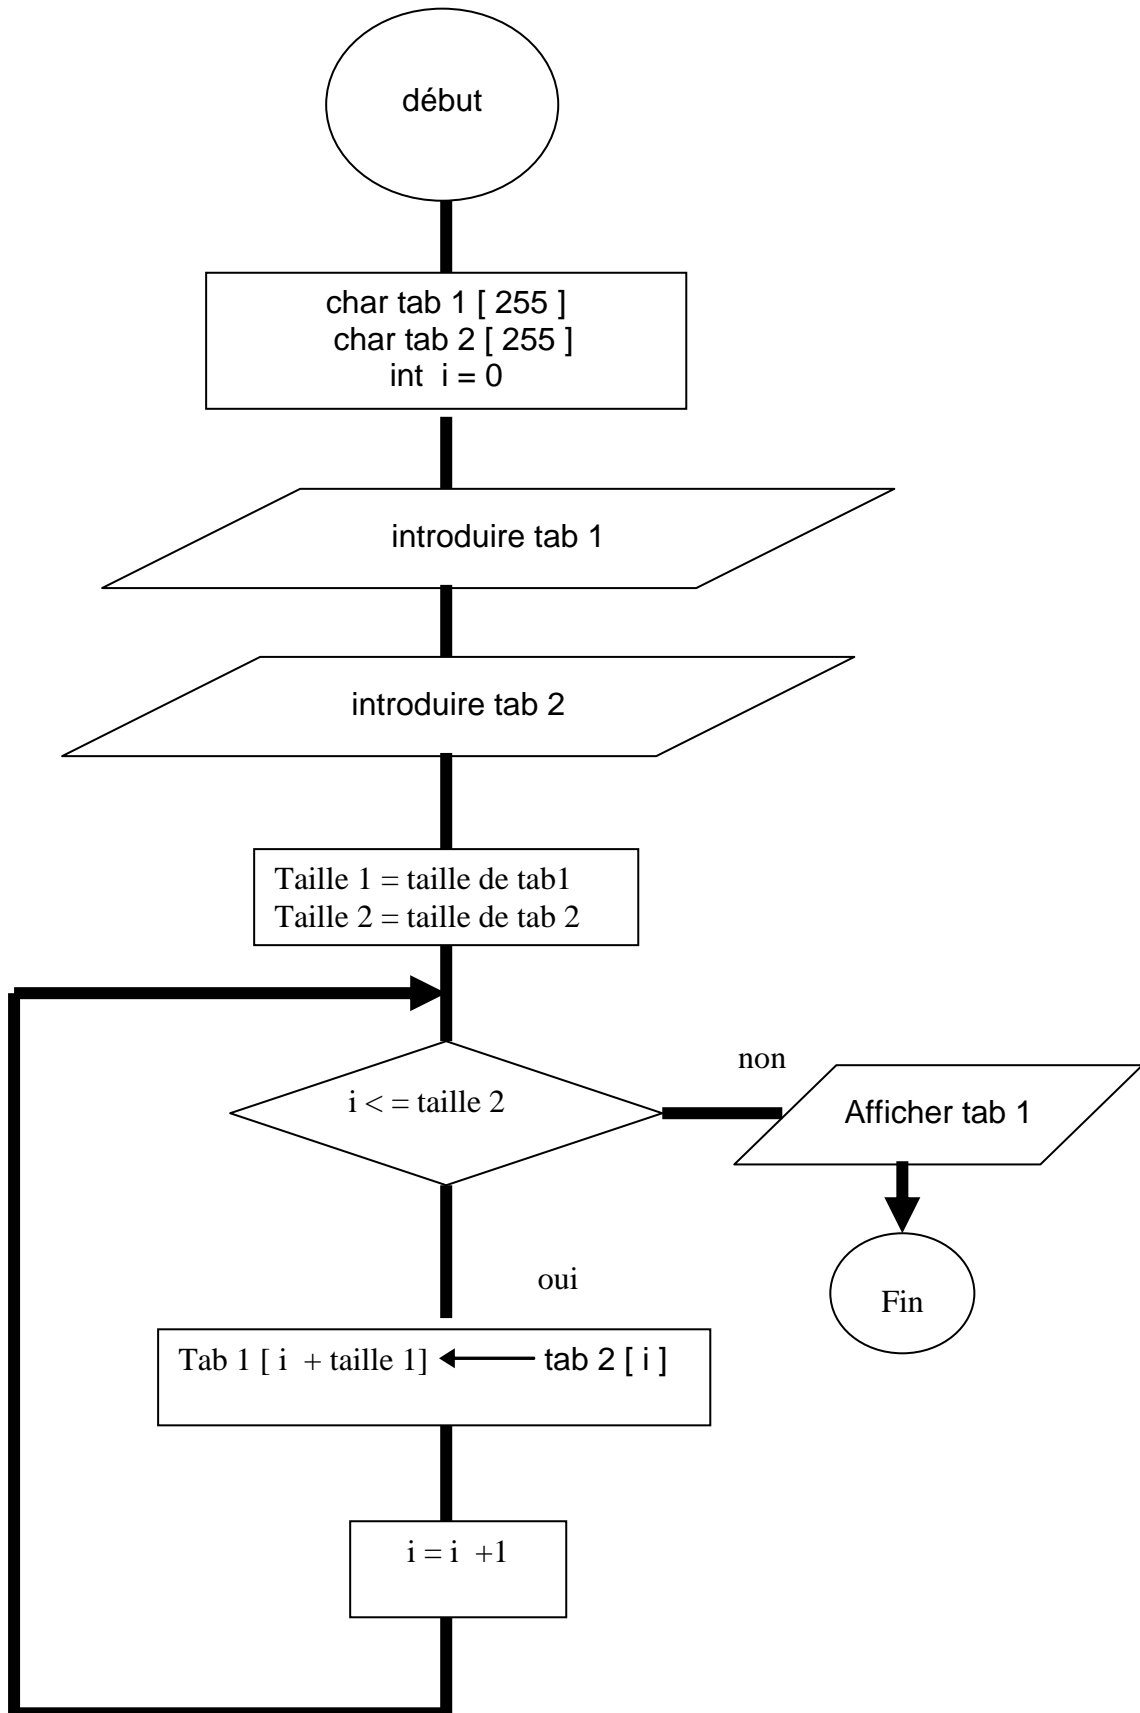 début
char tab 1 [ 255 ]
char tab 2 [ 255 ]
int i = 0
introduire tab 1
introduire tab 2
Taille 1 = taille de tab1
Taille 2 = taille de tab 2
i < = taille 2
non
Afficher tab 1
oui
Fin
Tab 1 [ i + taille 1] tab 2 [ i ]
i = i +1